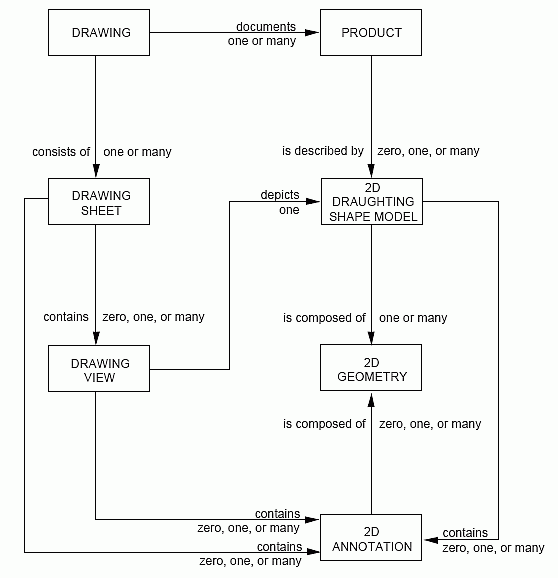 DRAWING
documents
one or many
PRODUCT
consists of one or many
is described by zero, one, or many
DRAWING
SHEET
depicts
one
2D
DRAUGHTING
SHAPE MODEL
contains zero, one, or many
is composed of one or many
DRAWING
VIEW
2D
GEOMETRY
is composed of zero, one, or many
contains
zero, one, or many
contains
zero, one, or many
2D
ANNOTATION
contains
zero, one, or many